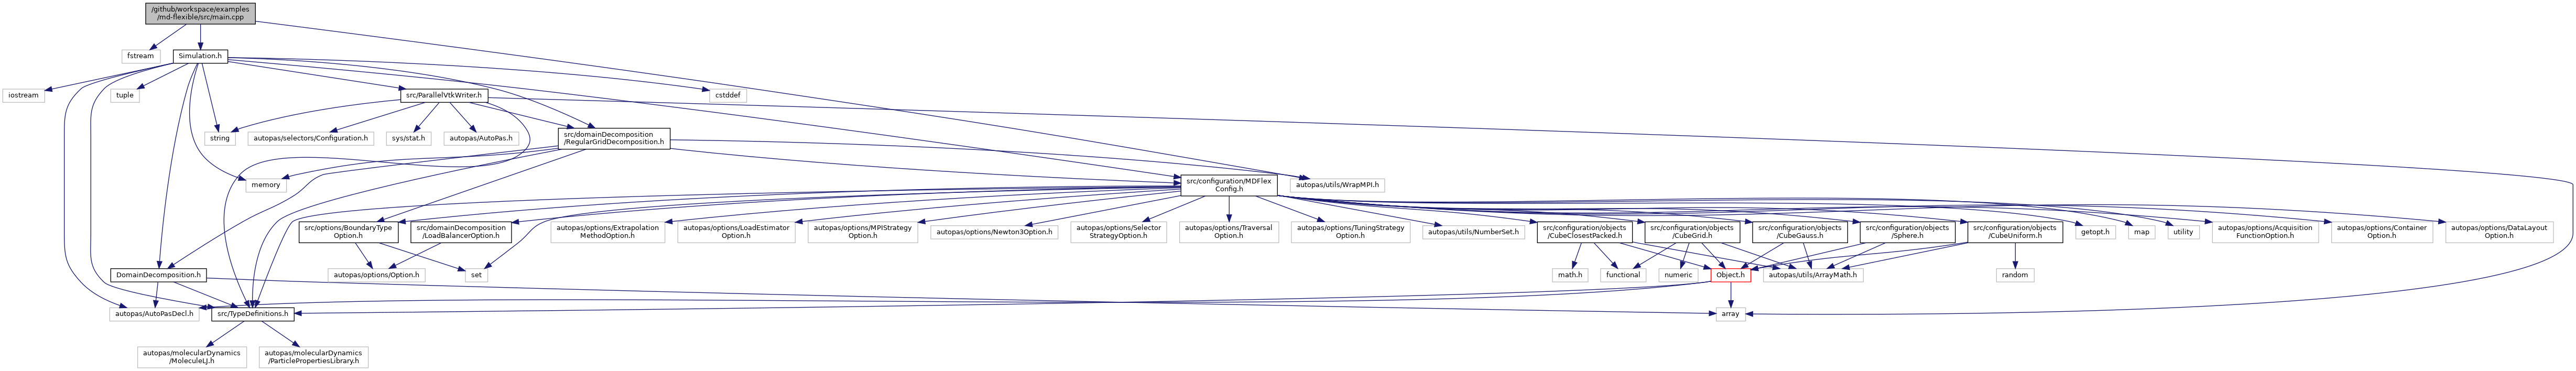 /github/workspace/examples
/md-flexible/src/main.cpp
fstream
Simulation.h
iostream
tuple
src/ParallelVtkWriter.h
cstddef
string
autopas/selectors/Configuration.h
sys/stat.h
autopas/AutoPas.h
src/domainDecomposition
/RegularGridDecomposition.h
memory
src/configuration/MDFlex
Config.h
autopas/utils/WrapMPI.h
src/options/BoundaryType
Option.h
src/domainDecomposition
/LoadBalancerOption.h
autopas/options/Extrapolation
MethodOption.h
autopas/options/LoadEstimator
Option.h
autopas/options/MPIStrategy
Option.h
autopas/options/Newton3Option.h
autopas/options/Selector
StrategyOption.h
autopas/options/Traversal
Option.h
autopas/options/TuningStrategy
Option.h
autopas/utils/NumberSet.h
src/configuration/objects
/CubeClosestPacked.h
src/configuration/objects
/CubeGrid.h
src/configuration/objects
/CubeGauss.h
src/configuration/objects
/Sphere.h
src/configuration/objects
/CubeUniform.h
getopt.h
map
utility
autopas/options/Acquisition
FunctionOption.h
autopas/options/Container
Option.h
autopas/options/DataLayout
Option.h
DomainDecomposition.h
autopas/options/Option.h
set
math.h
functional
numeric
Object.h
autopas/utils/ArrayMath.h
random
autopas/AutoPasDecl.h
src/TypeDefinitions.h
array
autopas/molecularDynamics
/MoleculeLJ.h
autopas/molecularDynamics
/ParticlePropertiesLibrary.h